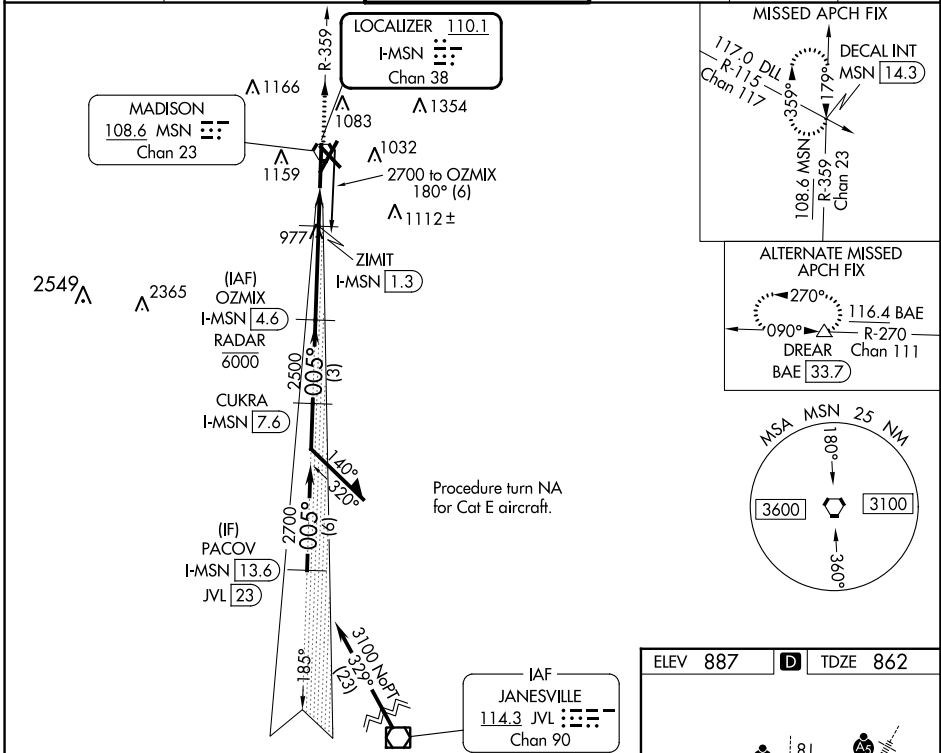 LOCALIZER 110.1
I-MSN
Chan 38
R-359
MADISON
108.6 MSN
Chan 23
1166
1083
1354
1159
1032
2700 to OZMIX
180° (6)
1112 ±
977
ZIMIT
I-MSN 1.3
2549
2365
(IAF)
OZMIX
I-MSN 4.6
RADAR
6000
2500
005°
(3)
CUKRA
I-MSN 7.6
140°
320°
Procedure turn NA
for Cat E aircraft.
2700
005°
(6)
(IF)
PACOV
I-MSN 13.6
JVL 23
185°
3100 NoPT
329°
(23)
IAF
JANESVILLE
114.3 JVL
Chan 90
MISSED APCH FIX
117.0 DLL
R-115
Chan 117
359°
179°
DECAL INT
MSN 14.3
108.6 MSN
R-359
Chan 23
ALTERNATE MISSED
APCH FIX
270°
090°
116.4 BAE
R-270
Chan 111
DREAR
BAE 33.7
MSA MSN 25 NM
180°
3600
3100
360°
ELEV 887 D TDZE 862
81
A5